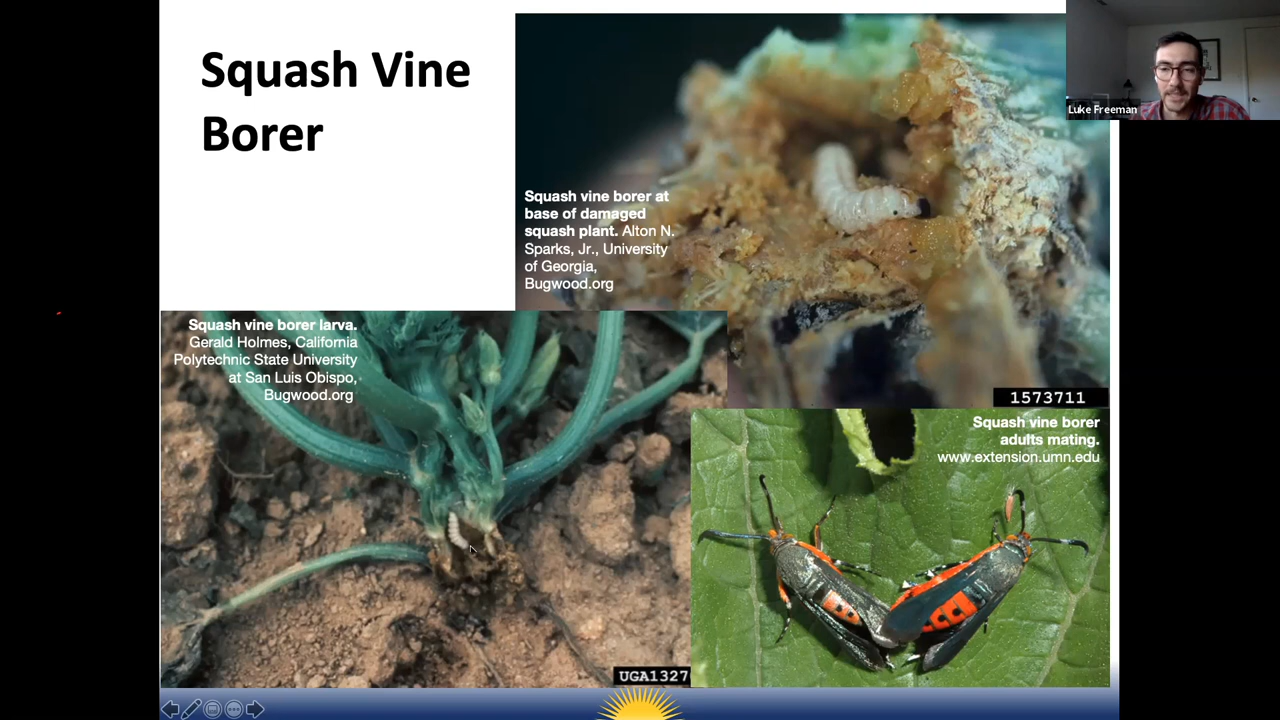 Squash Vine
Borer
Luke Freeman
Squash vine borer at
base of damaged
squash plant. Alton N.
Sparks, Jr., University
of Georgia,
Bugwood.org
1573711
Squash vine borer larva.
Gerald Holmes, California
Polytechnic State University
at San Luis Obispo,
Bugwood.org
UGA1327
Squash vine borer
adults mating.
www.extension.umn.edu